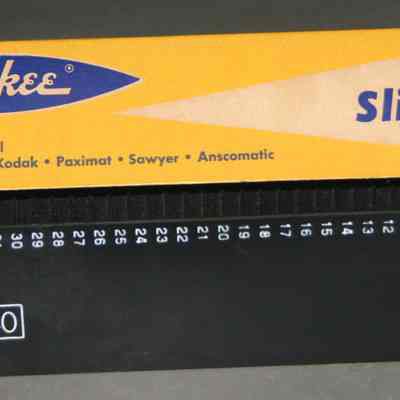 kee®
Sli
Kodak • Paximat • Sawyer • Anscomatic
30 29 28 27 26 25 24 23 22 21 20 19 18 17 16 15 14 13 12
0